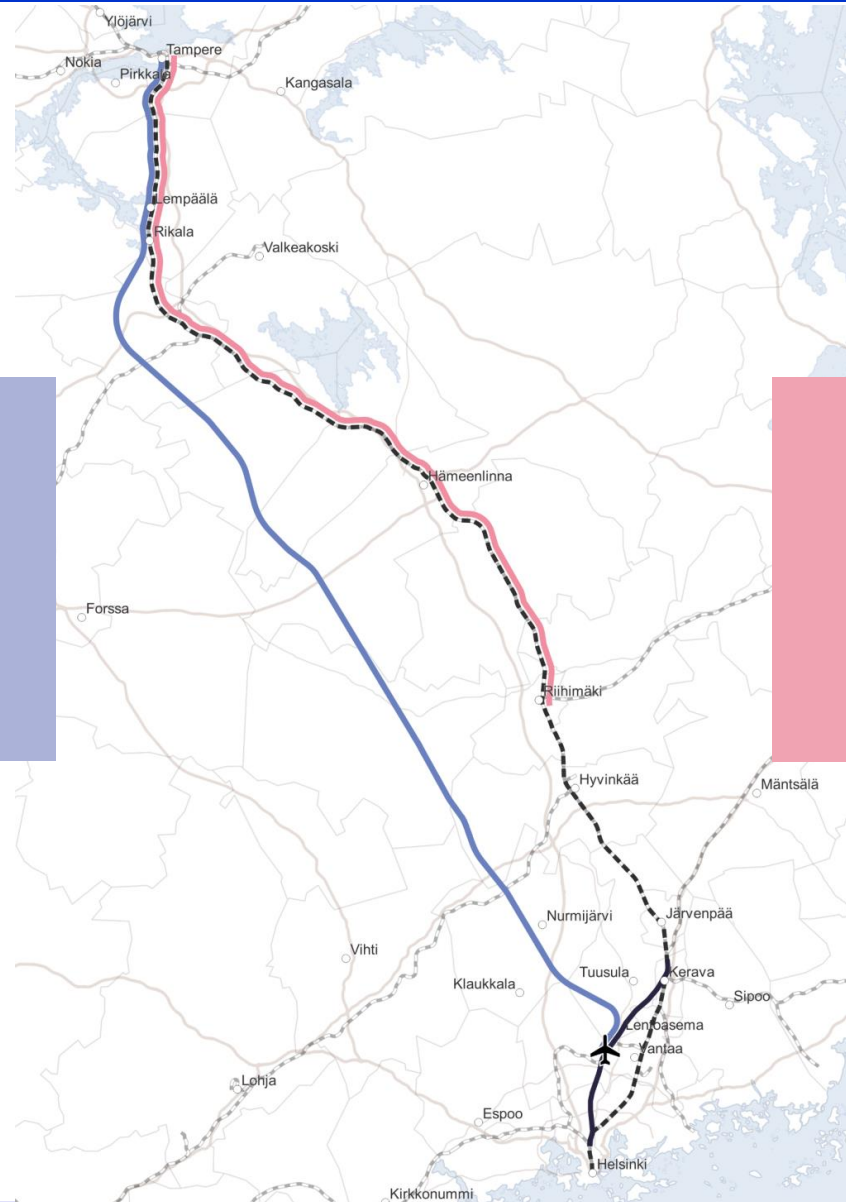 Ylöjärvi
Tampere
Nokia
Pirkkala
Kangasala
Lempäälä
Rikala
Valkeakoski
Hämeenlinna
Forssa
Riihimäki
Hyvinkää
Mäntsälä
Nurmijärvi
Järvenpää
Vihti
Klaukkala
Tuusula
Kerava
Sipoo
Lentoasema
Vantaa
Lohja
Espoo
Helsinki
Kirkkonummi